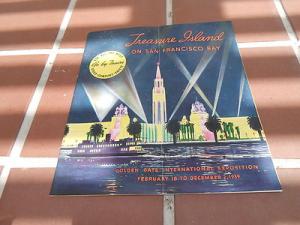 Treasure Island
ON SAN FRANCISCO BAY
GOLDEN GATE INTERNATIONAL EXPOSITION
FEBRUARY 18 TO DECEMBER 2, 1939